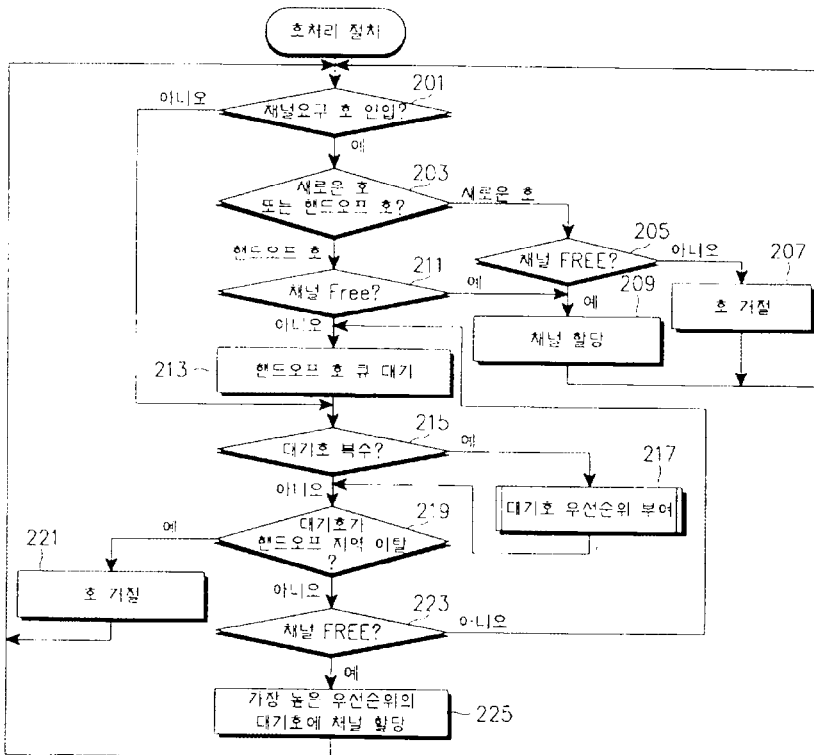 호처리 절차
201
아니오
채널요구 호 인입?
예
203
새로운 호
또는 핸드오프 호?
새로운 호
205
핸드오프 호
211
채널 FREE?
아니오
207
채널 Free?
예
예
209
호 거절
아니오
채널 할당
213
핸드오프 호 큐 대기
215
대기호 복수?
예
217
아니오
대기호 우선순위 부여
대기호가
핸드오프 지역 이탈
?
219
221
예
호 거절
아니오
223
채널 FREE?
아니오
예
가장 높은 우선순위의
대기호에 채널 할당
225